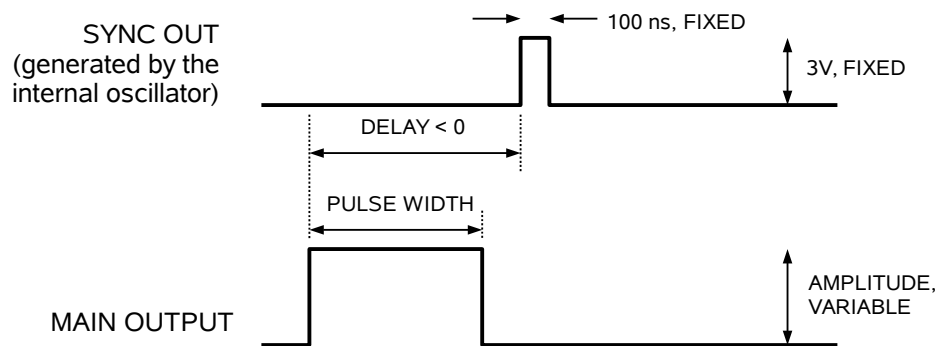 100 ns, FIXED
SYNC OUT
(generated by the
internal oscillator)
3V, FIXED
DELAY < 0
PULSE WIDTH
AMPLITUDE,
VARIABLE
MAIN OUTPUT